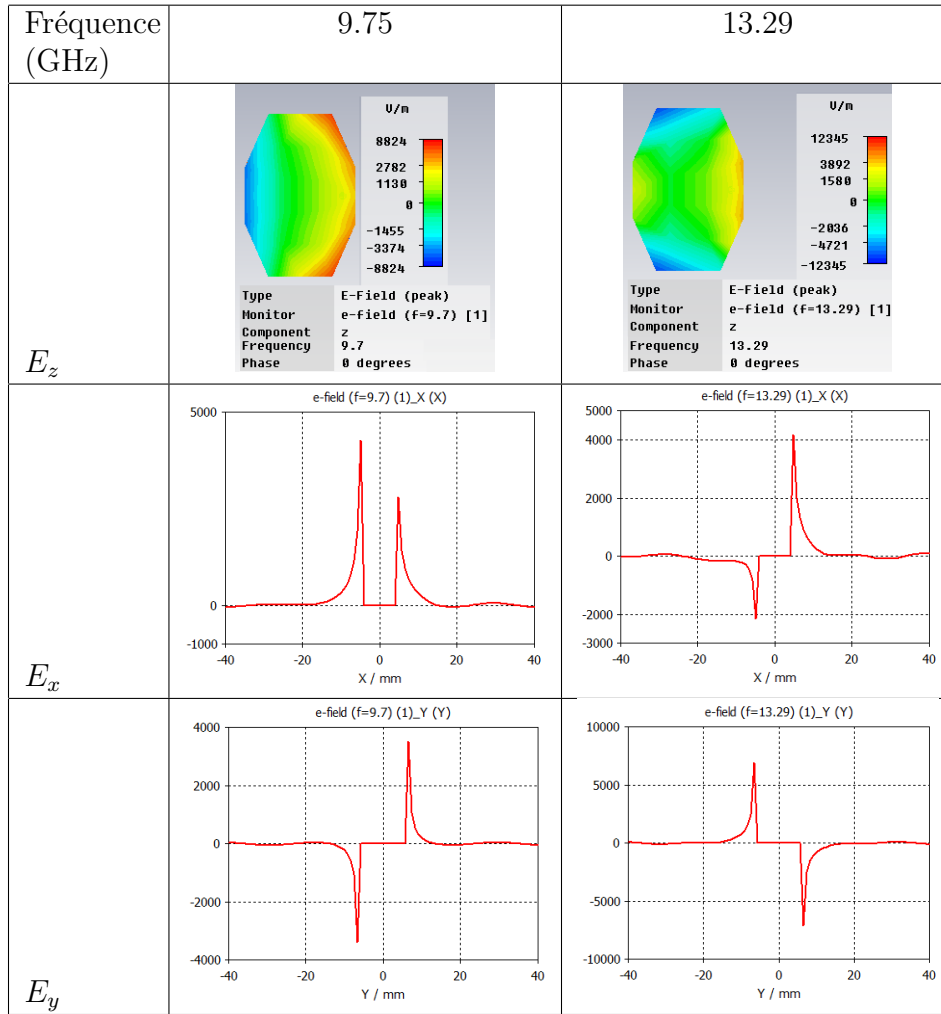 Fréquence (GHz) 9.75 13.29
E_z
V/m
8824
2782
1130
0
-1455
-3374
-8824
Type E-Field (peak)
Monitor e-field (f=9.7) [1]
Component z
Frequency 9.7
Phase 0 degrees
V/m
12345
3892
1580
0
-2036
-4721
-12345
Type E-Field (peak)
Monitor e-field (f=13.29) [1]
Component z
Frequency 13.29
Phase 0 degrees
E_x
e-field (f=9.7) (1)_X (X)
5000
0
-1000
-40 -20 0 20 40
X / mm
e-field (f=13.29) (1)_X (X)
5000
4000
2000
0
-2000
-3000
-40 -20 0 20 40
X / mm
E_y
e-field (f=9.7) (1)_Y (Y)
4000
2000
0
-2000
-4000
-40 -20 0 20 40
Y / mm
e-field (f=13.29) (1)_Y (Y)
10000
5000
0
-5000
-10000
-40 -20 0 20 40
Y / mm